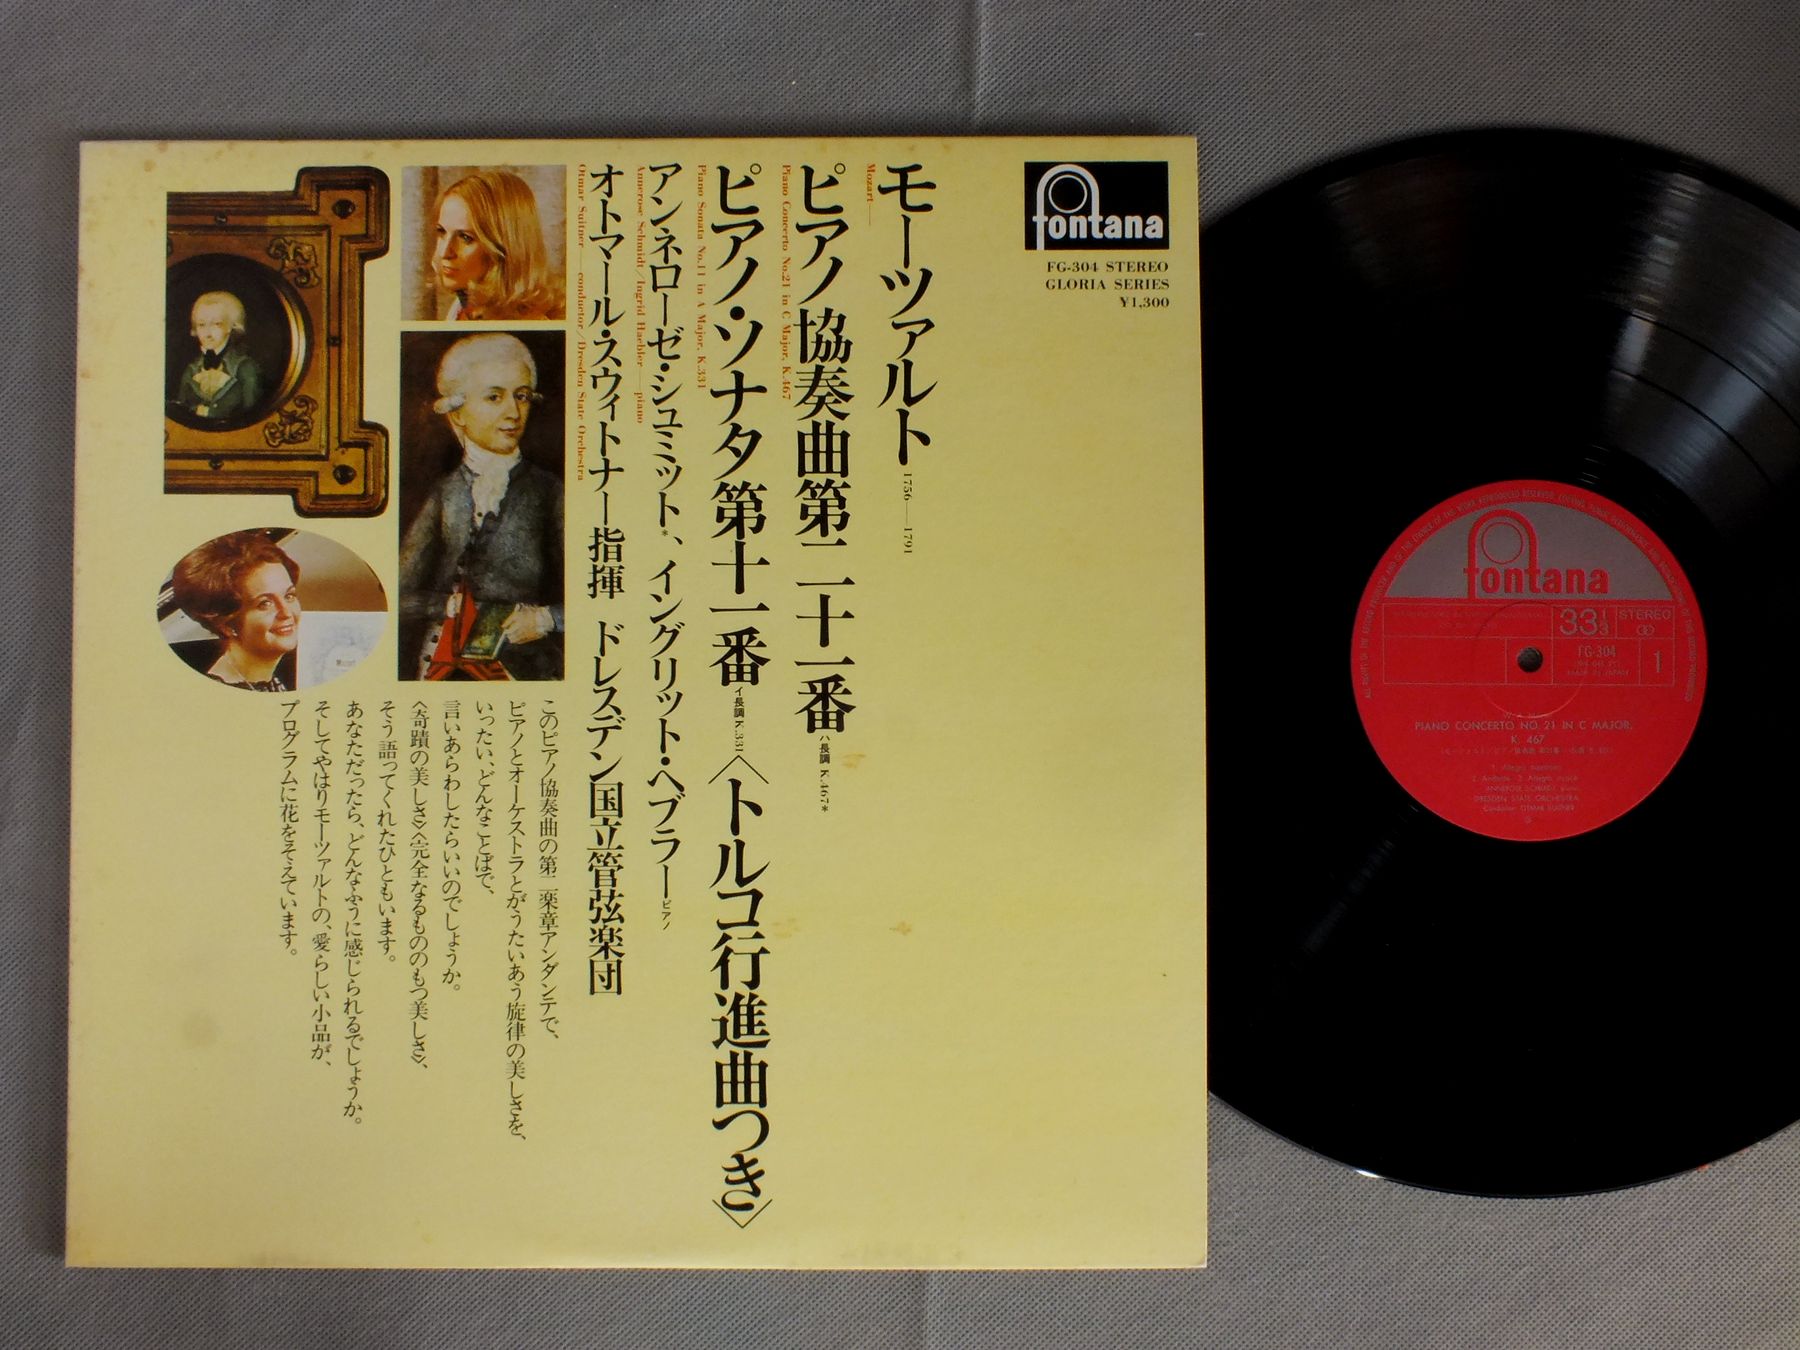 fontana
FG-304 STEREO
GLORIA SERIES
¥1,300
モーツァルト 1756—1791
Mozart—
ピアノ協奏曲第二十一番 ハ長調 K.467*
Piano Concerto No.21 in C Major, K.467
ピアノ・ソナタ第十一番 イ長調 K.331〈トルコ行進曲つき〉
Piano Sonata No.11 in A Major, K.331
アンネローゼ・シュミット*、イングリット・ヘブラー—ピアノ
Annerose Schmidt/Ingrid Haebler—piano
オトマール・スウィトナー指揮 ドレスデン国立管弦楽団
Otmar Suitner—conductor/Dresden State Orchestra
このピアノ協奏曲の第二楽章アンダンテで、
ピアノとオーケストラとがうたいあう旋律の美しさを、
いったい、どんなことばで、
言いあらわしたらいいのでしょうか。
〈奇蹟の美しさ〉〈完全なるもののもつ美しさ〉、
そう語ってくれたひともいます。
あなただったら、どんなふうに感じられるでしょうか。
そしてやはりモーツァルトの、愛らしい小品が、
プログラムに花をそえています。
Mozart
fontana
33 1/3
STEREO
FG-304
MADE IN JAPAN
1
PIANO CONCERTO NO. 21 IN C MAJOR,
K. 467
DRESDEN STATE ORCHESTRA